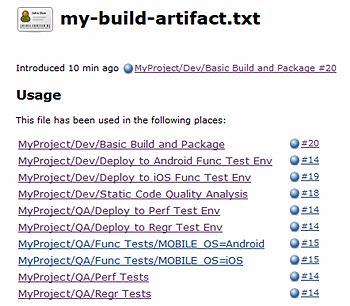 my-build-artifact.txt
Introduced 10 min ago MyProject/Dev/Basic Build and Package #20
Usage
This file has been used in the following places:
MyProject/Dev/Basic Build and Package #20
MyProject/Dev/Deploy to Android Func Test Env #14
MyProject/Dev/Deploy to iOS Func Test Env #19
MyProject/Dev/Static Code Quality Analysis #18
MyProject/QA/Deploy to Perf Test Env #14
MyProject/QA/Deploy to Regr Test Env #14
MyProject/QA/Func Tests/MOBILE_OS=Android #15
MyProject/QA/Func Tests/MOBILE_OS=iOS #15
MyProject/QA/Perf Tests #14
MyProject/QA/Regr Tests #14